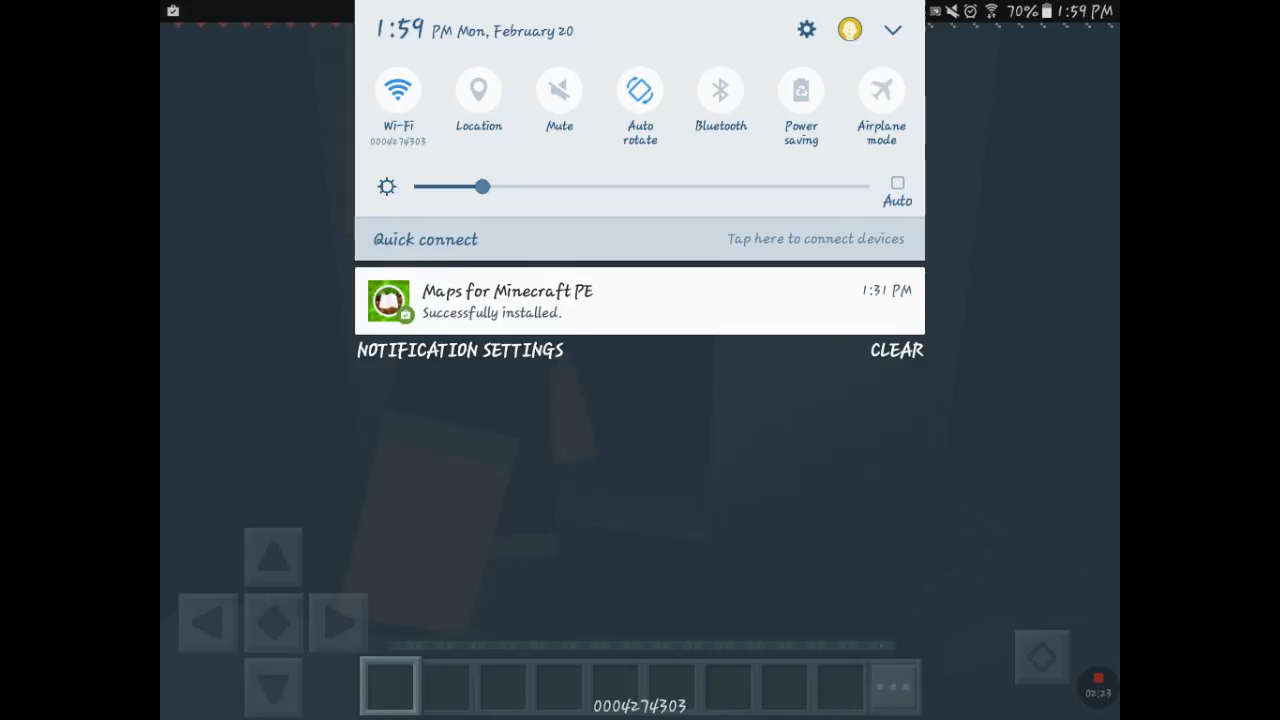 70% 1:59 PM
1:59 PM Mon, February 20
Wi-Fi
0004274303
Location
Mute
Auto
rotate
Bluetooth
Power
saving
Airplane
mode
Auto
Quick connect
Tap here to connect devices
Maps for Minecraft PE
1:31 PM
Successfully installed.
NOTIFICATION SETTINGS
CLEAR
02:23
0004274303